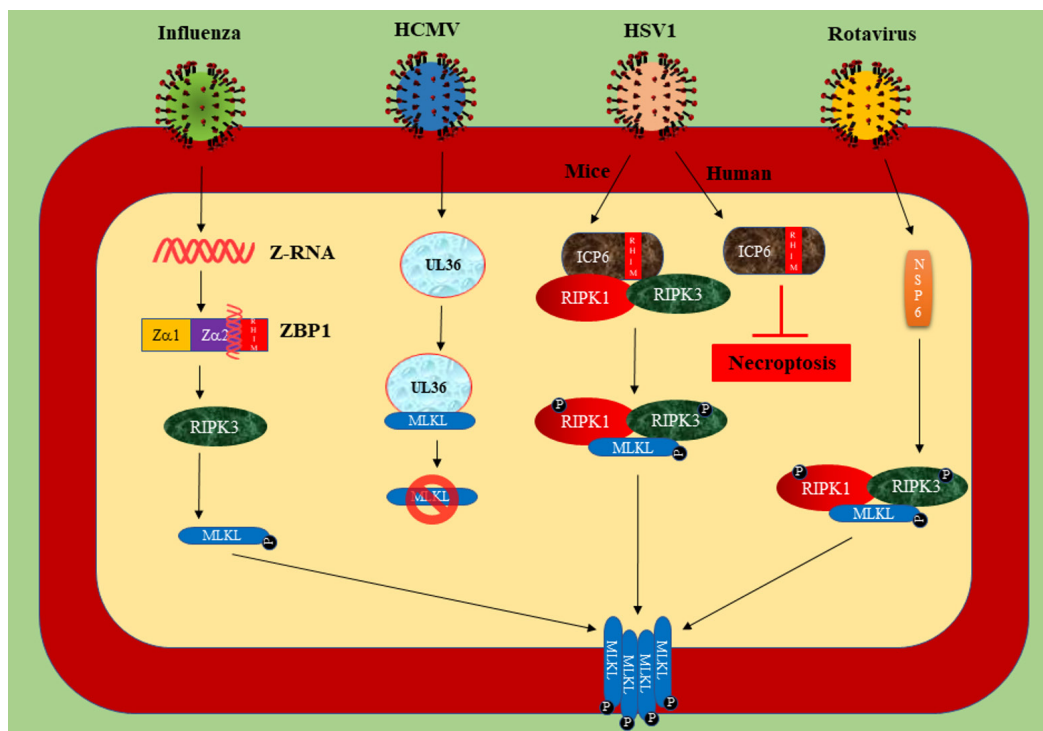 Influenza
HCMV
HSV1
Rotavirus
Mice
Human
Z-RNA
UL36
ICP6
RHIM
RIPK1
RIPK3
ICP6
RHIM
NSP6
Zα1
Zα2
RHIM
ZBP1
Necroptosis
UL36
MLKL
RIPK3
P
RIPK1
RIPK3
P
MLKL
P
MLKL
P
RIPK1
RIPK3
P
MLKL
P
MLKL
P
MLKL
MLKL
MLKL
MLKL
P
P
P
P